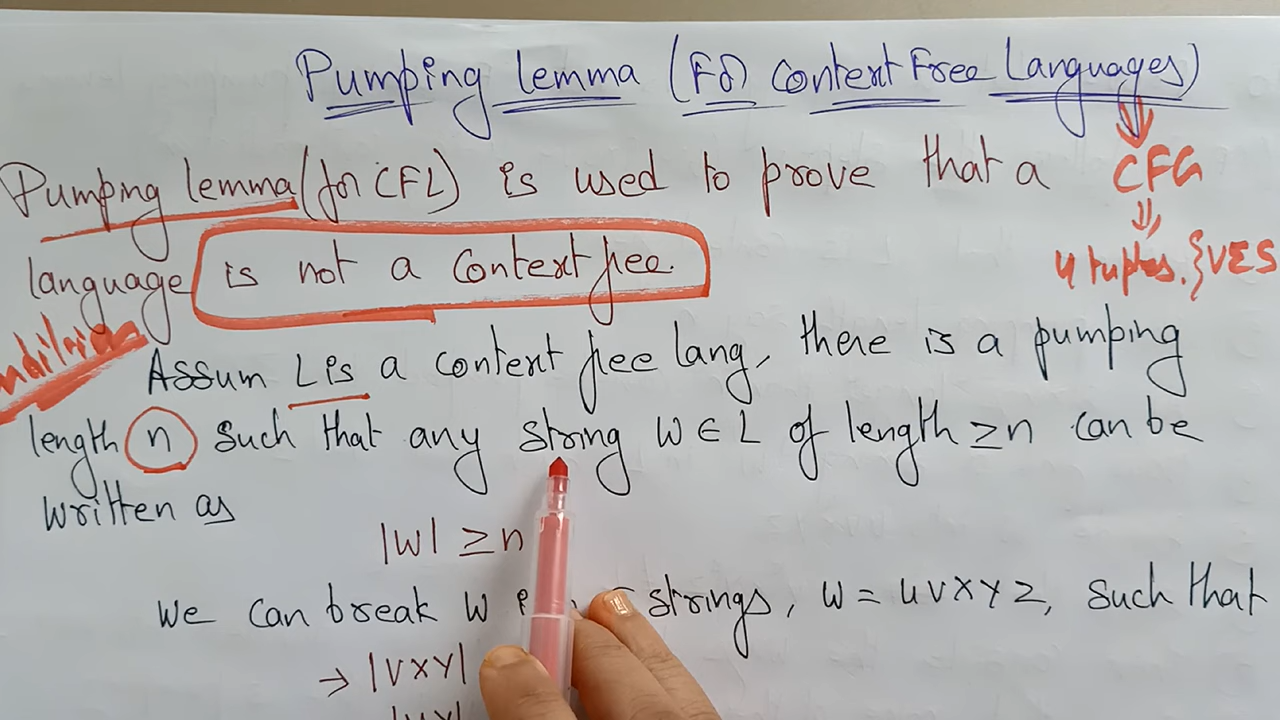 Pumping lemma (For Context Free Languages)
CFG
Pumping lemma (for CFL) is used to prove that a
language is not a context free.
4 tuples. {VΣS
Assum L is a context free lang, there is a pumping
length n such that any string W ∈ L of length ≥ n can be
written as
|W| ≥ n
We can break W strings, W = UVXYZ, such that
→ |VXY|